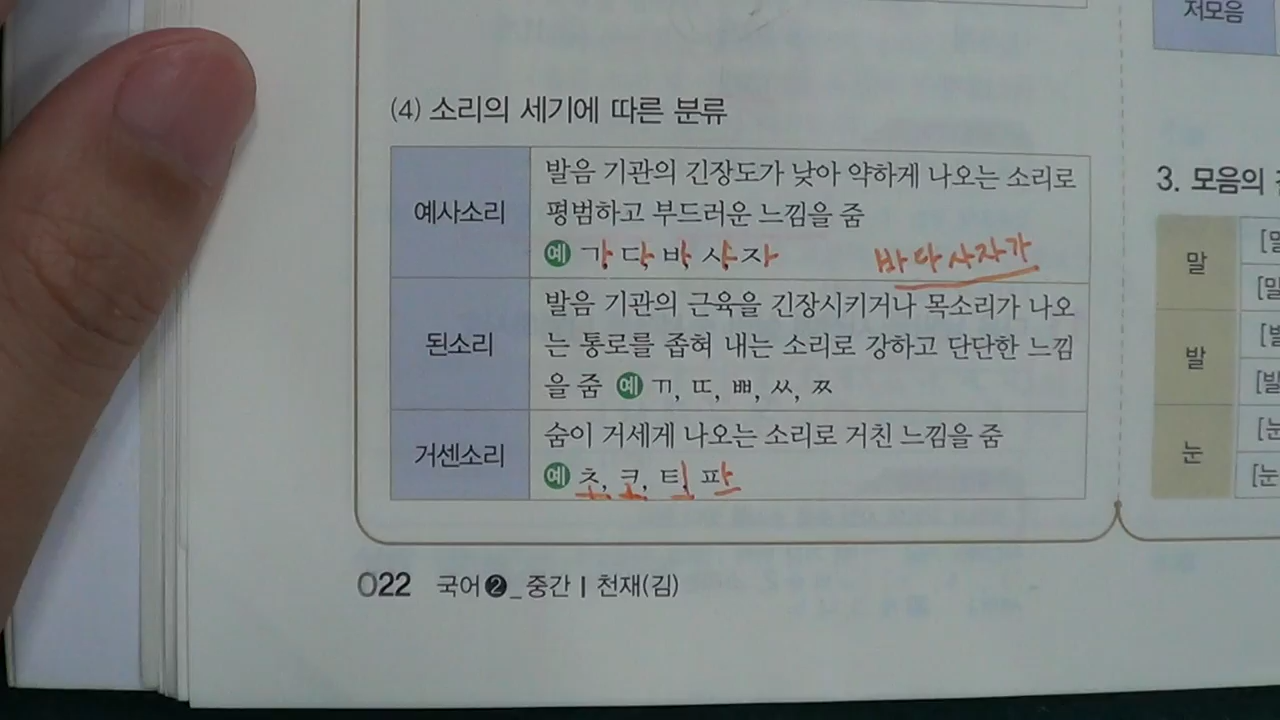 저모음
(4) 소리의 세기에 따른 분류
예사소리
발음 기관의 긴장도가 낮아 약하게 나오는 소리로
평범하고 부드러운 느낌을 줌
예 가 다 바 사 자 바다사자가
된소리
발음 기관의 근육을 긴장시키거나 목소리가 나오
는 통로를 좁혀 내는 소리로 강하고 단단한 느낌
을 줌 예 ㄲ, ㄸ, ㅃ, ㅆ, ㅉ
거센소리
숨이 거세게 나오는 소리로 거친 느낌을 줌
예 초, 코, 티 파
022 국어❷_중간 | 천재(김)
3. 모음의
말
발
[발
눈
[눈
[눈